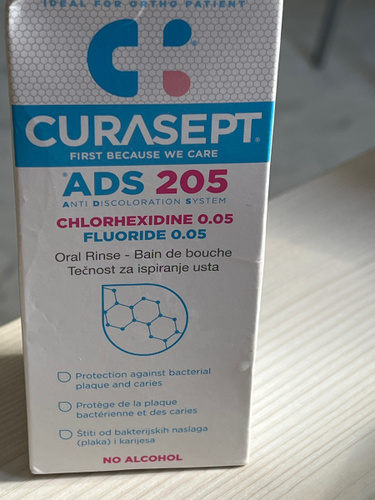 IDEAL FOR ORTHO PATIENT
CURASEPT®
FIRST BECAUSE WE CARE
ADS 205
ANTI DISCOLORATION SYSTEM
CHLORHEXIDINE 0.05
FLUORIDE 0.05
Oral Rinse - Bain de bouche
Tečnost za ispiranje usta
Protection against bacterial
plaque and caries
Protège de la plaque
bactérienne et des caries
Štiti od bakterijskih naslaga
(plaka) i karijesa
NO ALCOHOL